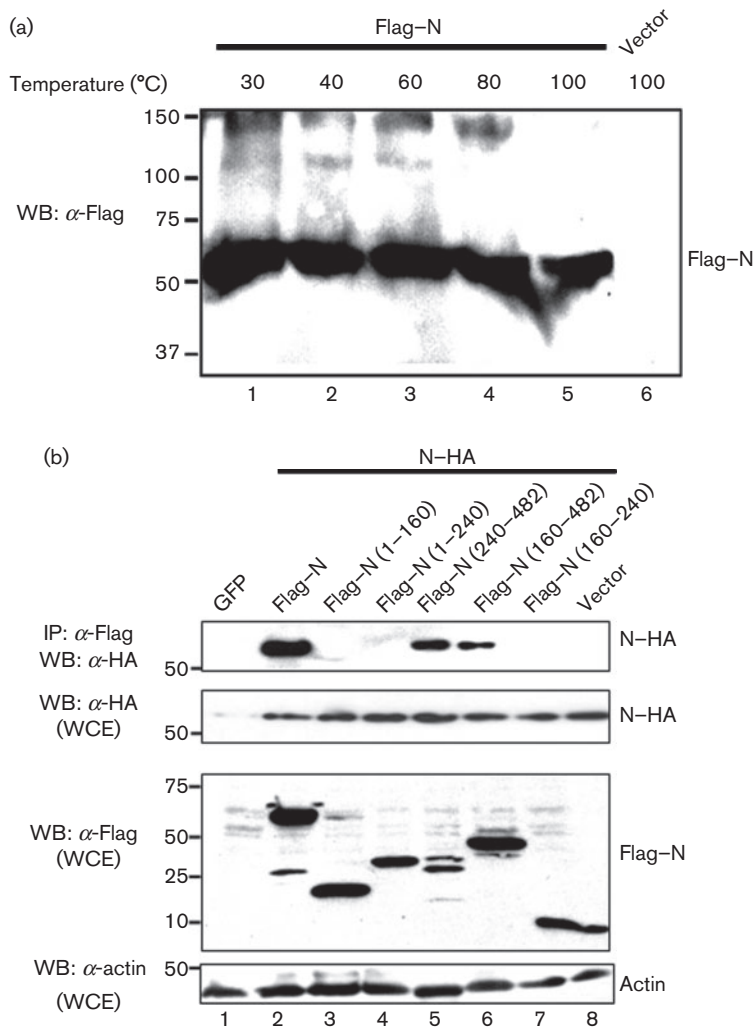 (a)
Flag–N
Vector
Temperature (°C) 30 40 60 80 100 100
150
100
75
50
37
WB: α-Flag
Flag–N
1 2 3 4 5 6
(b)
N–HA
GFP
Flag–N
Flag–N (1–160)
Flag–N (1–240)
Flag–N (240–482)
Flag–N (160–482)
Flag–N (160–240)
Vector
IP: α-Flag
WB: α-HA
50
N–HA
WB: α-HA
(WCE)
50
N–HA
75
50
25
10
WB: α-Flag
(WCE)
Flag–N
WB: α-actin
(WCE)
50
Actin
1 2 3 4 5 6 7 8